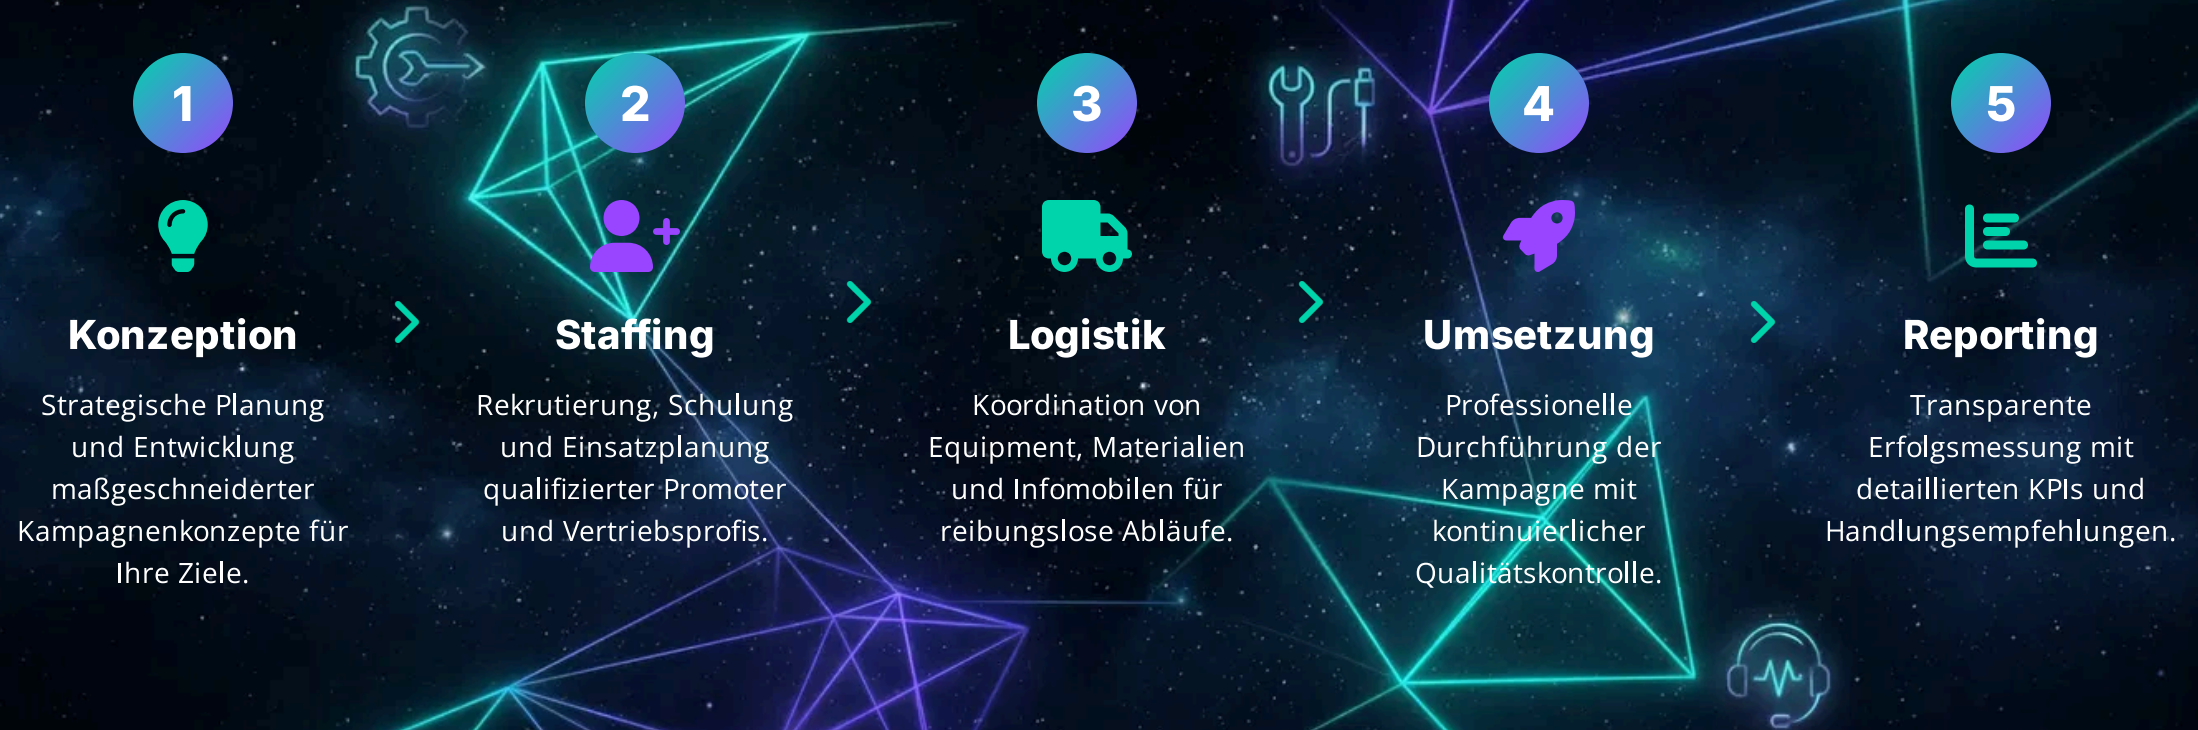 1
Konzeption
Strategische Planung
und Entwicklung
maßgeschneiderter
Kampagnenkonzepte für
Ihre Ziele.
2
Staffing
Rekrutierung, Schulung
und Einsatzplanung
qualifizierter Promoter
und Vertriebsprofis.
3
Logistik
Koordination von
Equipment, Materialien
und Infomobilen für
reibungslose Abläufe.
4
Umsetzung
Professionelle
Durchführung der
Kampagne mit
kontinuierlicher
Qualitätskontrolle.
5
Reporting
Transparente
Erfolgsmessung mit
detaillierten KPIs und
Handlungsempfehlungen.